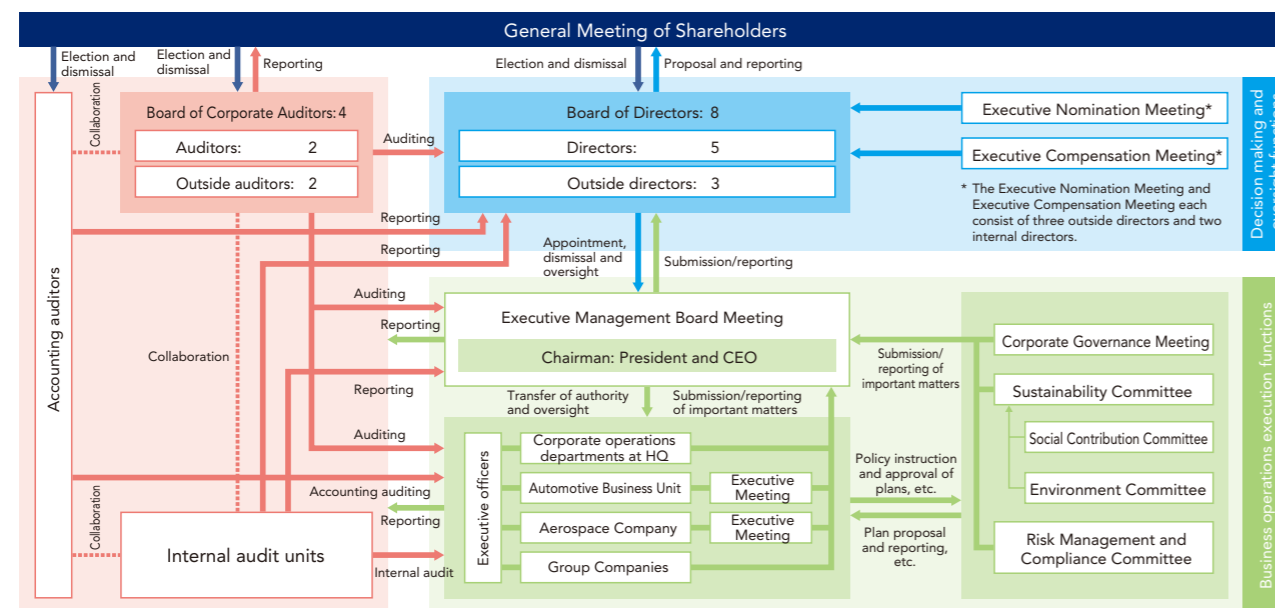 General Meeting of Shareholders
Election and
dismissal
Election and
dismissal
Reporting
Election and dismissal
Proposal and reporting
Collaboration
Board of Corporate Auditors: 4
Auditors: 2
Outside auditors: 2
Auditing
Board of Directors: 8
Directors: 5
Outside directors: 3
Executive Nomination Meeting*
Executive Compensation Meeting*
* The Executive Nomination Meeting and
Executive Compensation Meeting each
consist of three outside directors and two
internal directors.
Decision making and
Reporting
Reporting
Appointment,
dismissal and
oversight
Submission/reporting
Accounting auditors
Collaboration
Auditing
Reporting
Reporting
Executive Management Board Meeting
Chairman: President and CEO
Submission/
reporting of
important matters
Corporate Governance Meeting
Sustainability Committee
Social Contribution Committee
Environment Committee
Risk Management and
Compliance Committee
Business operations execution functions
Transfer of authority
and oversight
Submission/reporting
of important matters
Auditing
Accounting auditing
Reporting
Executive officers
Corporate operations
departments at HQ
Automotive Business Unit
Executive
Meeting
Aerospace Company
Executive
Meeting
Group Companies
Policy instruction
and approval of
plans, etc.
Plan proposal
and reporting,
etc.
Collaboration
Internal audit units
Internal audit